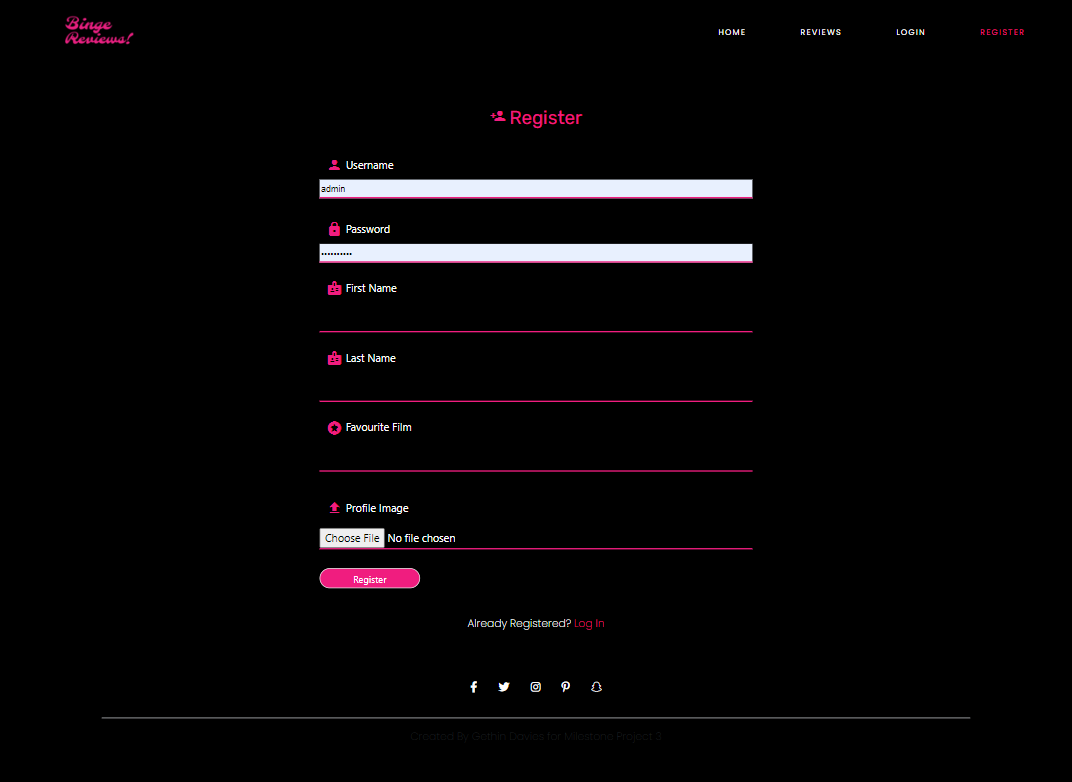 Binge
Reviews!
HOME REVIEWS LOGIN REGISTER
Register
Username
admin
Password
••••••••••
First Name
Last Name
Favourite Film
Profile Image
Choose File No file chosen
Register
Already Registered? Log In
Created By Gethin Davies for Milestone Project 3